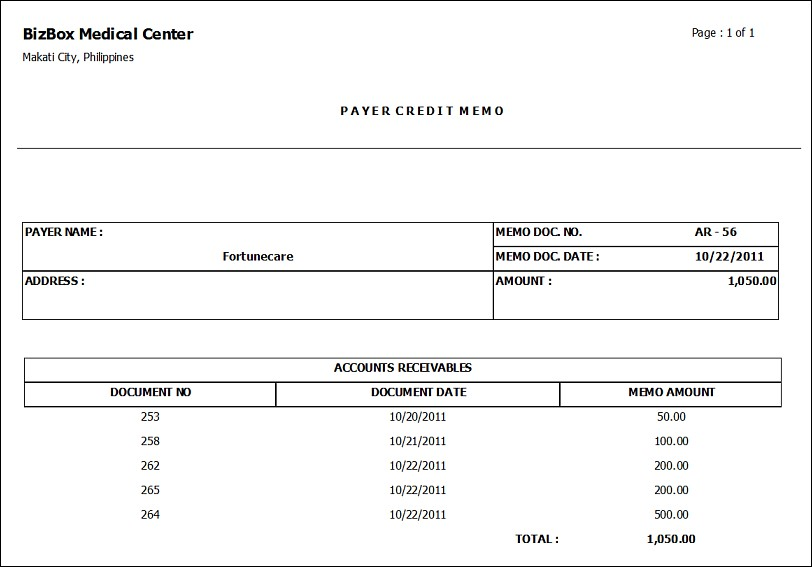 BizBox Medical Center
Page : 1 of 1
Makati City, Philippines
PAYER CREDIT MEMO
PAYER NAME :
MEMO DOC. NO. AR - 56
Fortunecare
MEMO DOC. DATE : 10/22/2011
ADDRESS :
AMOUNT : 1,050.00
ACCOUNTS RECEIVABLES
DOCUMENT NO DOCUMENT DATE MEMO AMOUNT
253 10/20/2011 50.00
258 10/21/2011 100.00
262 10/22/2011 200.00
265 10/22/2011 200.00
264 10/22/2011 500.00
TOTAL : 1,050.00